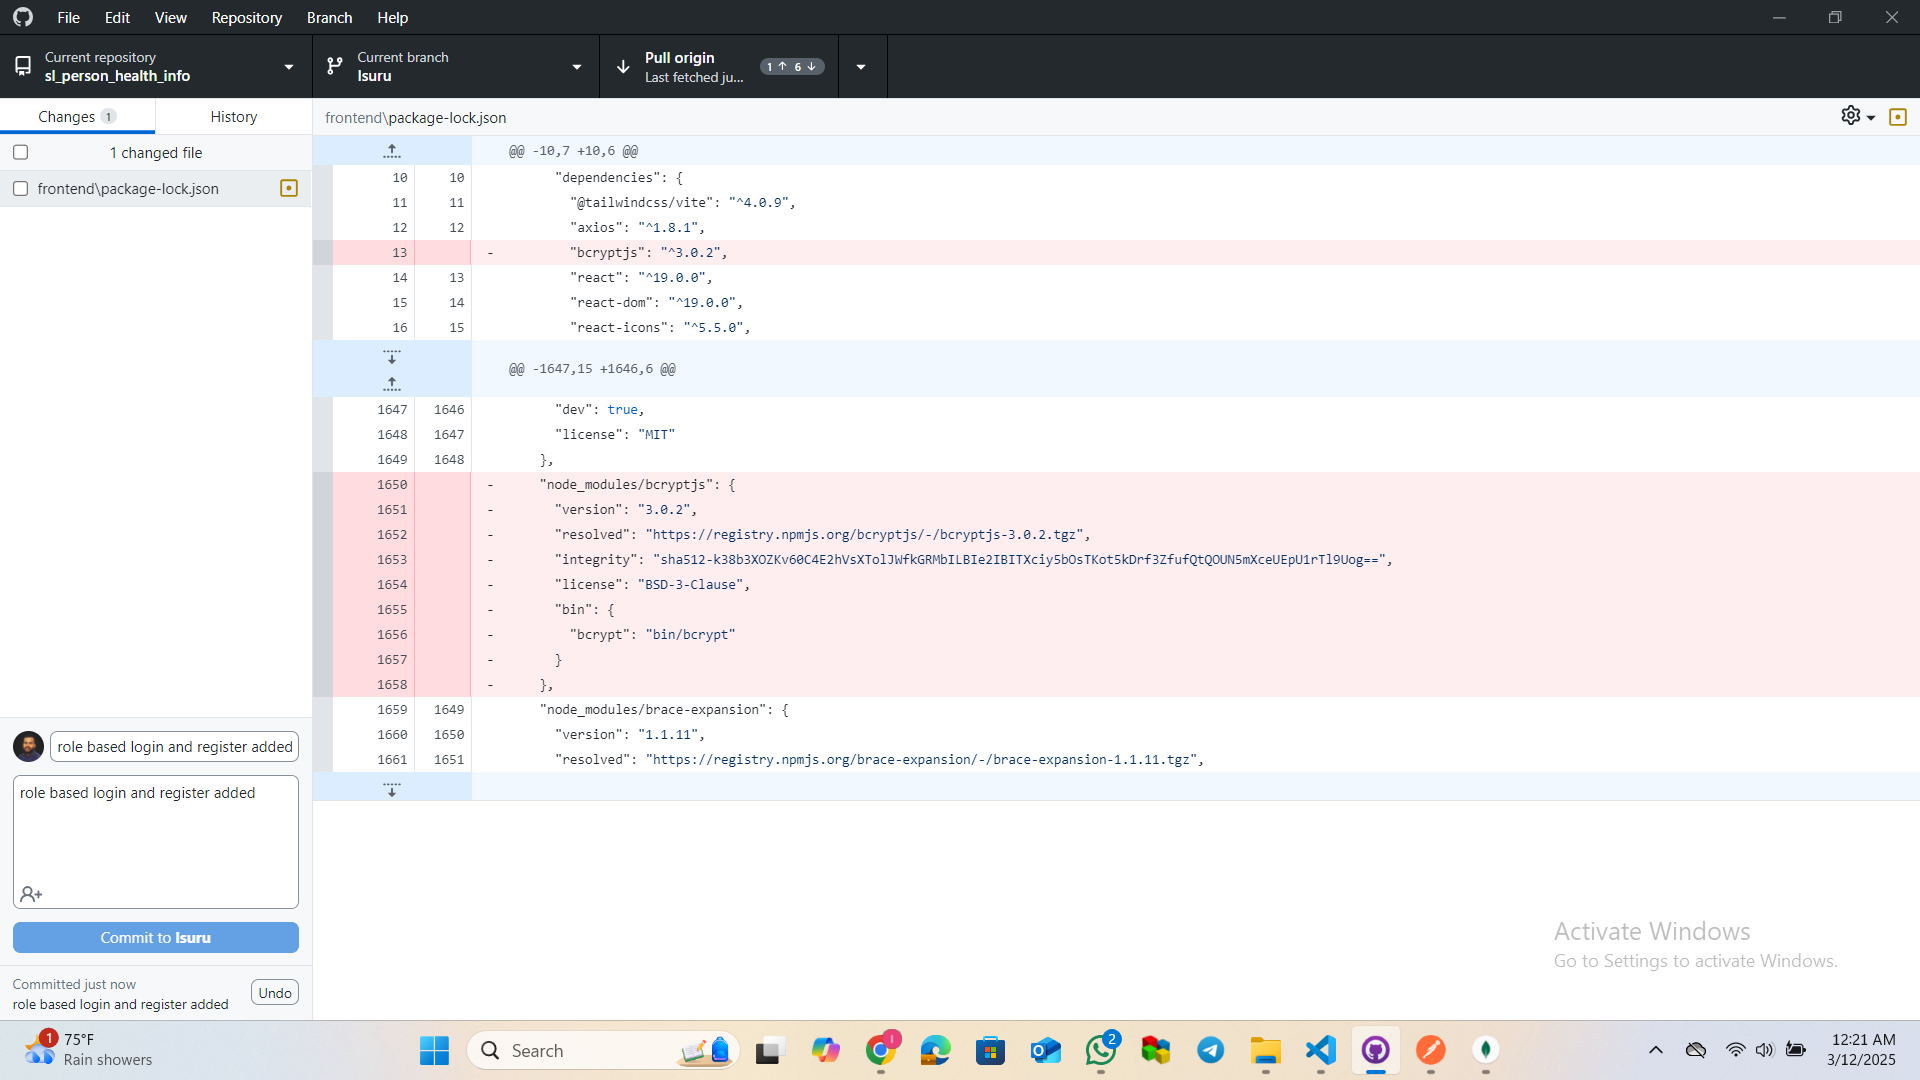 File Edit View Repository Branch Help
Current repository
sl_person_health_info
Current branch
Isuru
Pull origin
Last fetched ju...
1 6
Changes 1
History
1 changed file
frontend\package-lock.json
frontend\package-lock.json
@@ -10,7 +10,6 @@
10 10 "dependencies": {
11 11 "@tailwindcss/vite": "^4.0.9",
12 12 "axios": "^1.8.1",
13 - "bcryptjs": "^3.0.2",
14 13 "react": "^19.0.0",
15 14 "react-dom": "^19.0.0",
16 15 "react-icons": "^5.5.0",
@@ -1647,15 +1646,6 @@
1647 1646 "dev": true,
1648 1647 "license": "MIT"
1649 1648 },
1650 - "node_modules/bcryptjs": {
1651 - "version": "3.0.2",
1652 - "resolved": "https://registry.npmjs.org/bcryptjs/-/bcryptjs-3.0.2.tgz",
1653 - "integrity": "sha512-k38b3XOZKv60C4E2hVsXTolJWfkGRMbILBIe2IBITXciy5bOsTKot5kDrf3ZfufQtQOUN5mXceUEpU1rTl9Uog==",
1654 - "license": "BSD-3-Clause",
1655 - "bin": {
1656 - "bcrypt": "bin/bcrypt"
1657 - }
1658 - },
1659 1649 "node_modules/brace-expansion": {
1660 1650 "version": "1.1.11",
1661 1651 "resolved": "https://registry.npmjs.org/brace-expansion/-/brace-expansion-1.1.11.tgz",
role based login and register added
role based login and register added
Commit to Isuru
Committed just now
role based login and register added
Undo
Activate Windows
Go to Settings to activate Windows.
1
75°F
Rain showers
Search
2
12:21 AM
3/12/2025